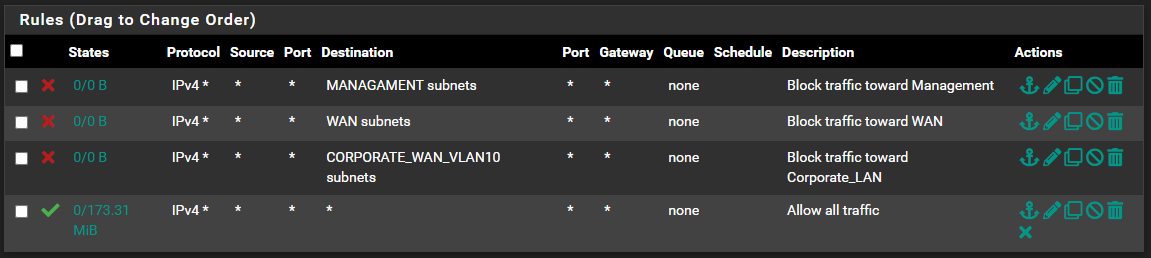 Rules (Drag to Change Order)
States Protocol Source Port Destination Port Gateway Queue Schedule Description Actions
0/0 B IPv4 * * * MANAGAMENT subnets * * none Block traffic toward Management
0/0 B IPv4 * * * WAN subnets * * none Block traffic toward WAN
0/0 B IPv4 * * * CORPORATE_WAN_VLAN10 * * none Block traffic toward
subnets Corporate_LAN
0/173.31 IPv4 * * * * * * none Allow all traffic
MiB